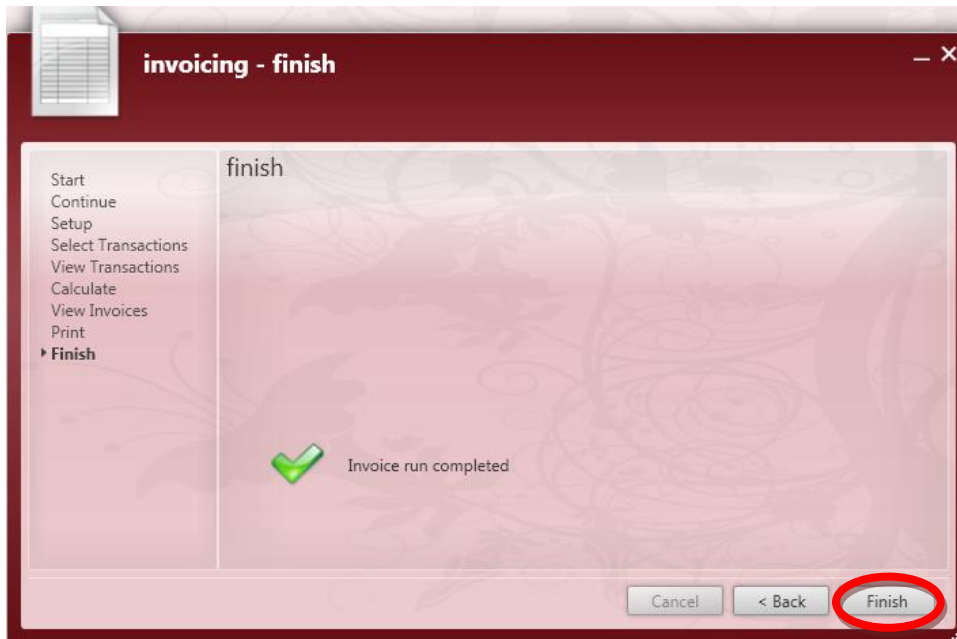 invoicing - finish
Start
Continue
Setup
Select Transactions
View Transactions
Calculate
View Invoices
Print
Finish
finish
Invoice run completed
Cancel
< Back
Finish